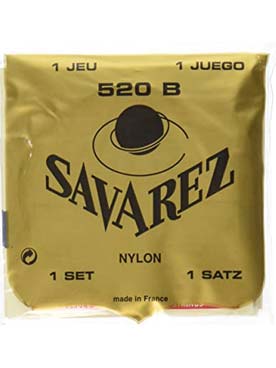 1 JEU 1 JUEGO
520 B
SAVAREZ
NYLON
1 SET 1 SATZ
made in France